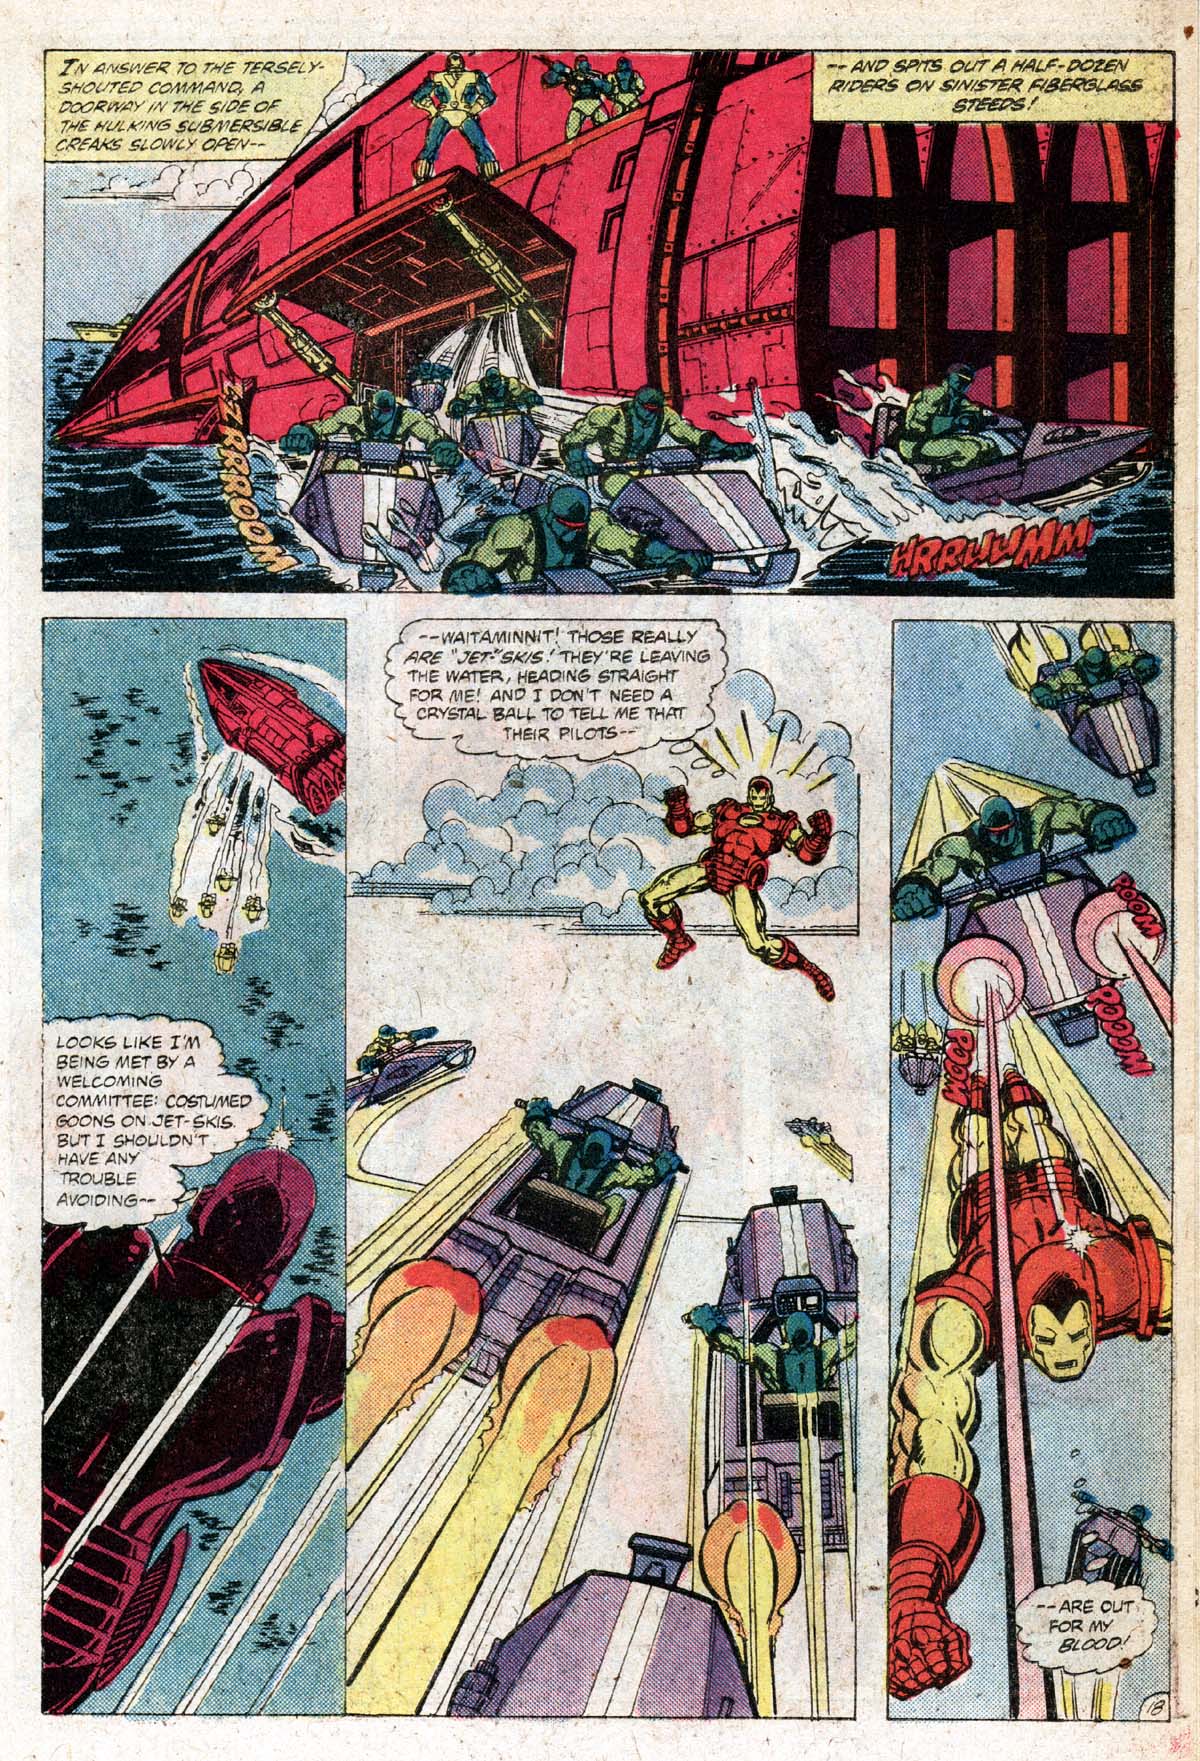 IN ANSWER TO THE TERSELY-
SHOUTED COMMAND, A
DOORWAY IN THE SIDE OF
THE HULKING SUBMERSIBLE
CREAKS SLOWLY OPEN--
-- AND SPITS OUT A HALF-DOZEN
RIDERS ON SINISTER FIBERGLASS
STEEDS!
ZZRRROOOM
HRRUUMM
LOOKS LIKE I'M
BEING MET BY A
WELCOMING
COMMITTEE: COSTUMED
GOONS ON JET-SKIS.
BUT I SHOULDN'T
HAVE ANY
TROUBLE
AVOIDING--
--WAITAMINNIT! THOSE REALLY
ARE "JET-"SKIS! THEY'RE LEAVING
THE WATER, HEADING STRAIGHT
FOR ME! AND I DON'T NEED A
CRYSTAL BALL TO TELL ME THAT
THEIR PILOTS--
POOM
POOOM
POOM
--ARE OUT
FOR MY
BLOOD!
18